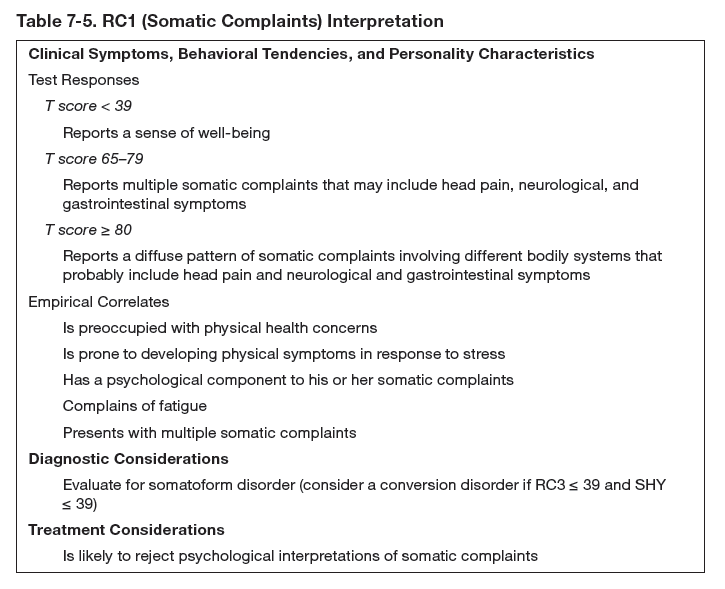 Table 7-5. RC1 (Somatic Complaints) Interpretation
Clinical Symptoms, Behavioral Tendencies, and Personality Characteristics
Test Responses
T score < 39
Reports a sense of well-being
T score 65–79
Reports multiple somatic complaints that may include head pain, neurological, and
gastrointestinal symptoms
T score ≥ 80
Reports a diffuse pattern of somatic complaints involving different bodily systems that
probably include head pain and neurological and gastrointestinal symptoms
Empirical Correlates
Is preoccupied with physical health concerns
Is prone to developing physical symptoms in response to stress
Has a psychological component to his or her somatic complaints
Complains of fatigue
Presents with multiple somatic complaints
Diagnostic Considerations
Evaluate for somatoform disorder (consider a conversion disorder if RC3 ≤ 39 and SHY
≤ 39)
Treatment Considerations
Is likely to reject psychological interpretations of somatic complaints